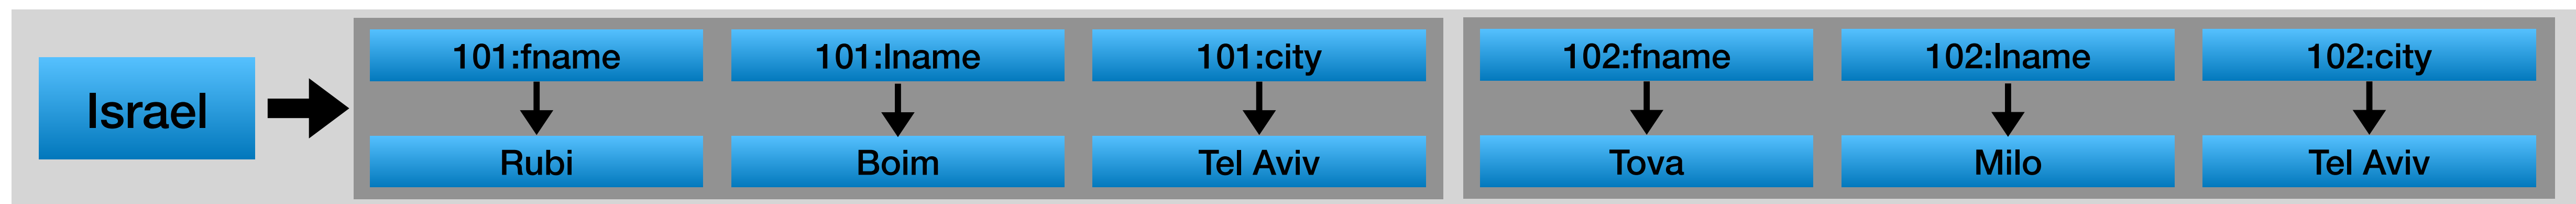 Israel
101:fname
101:lname
101:city
102:fname
102:lname
102:city
Rubi
Boim
Tel Aviv
Tova
Milo
Tel Aviv